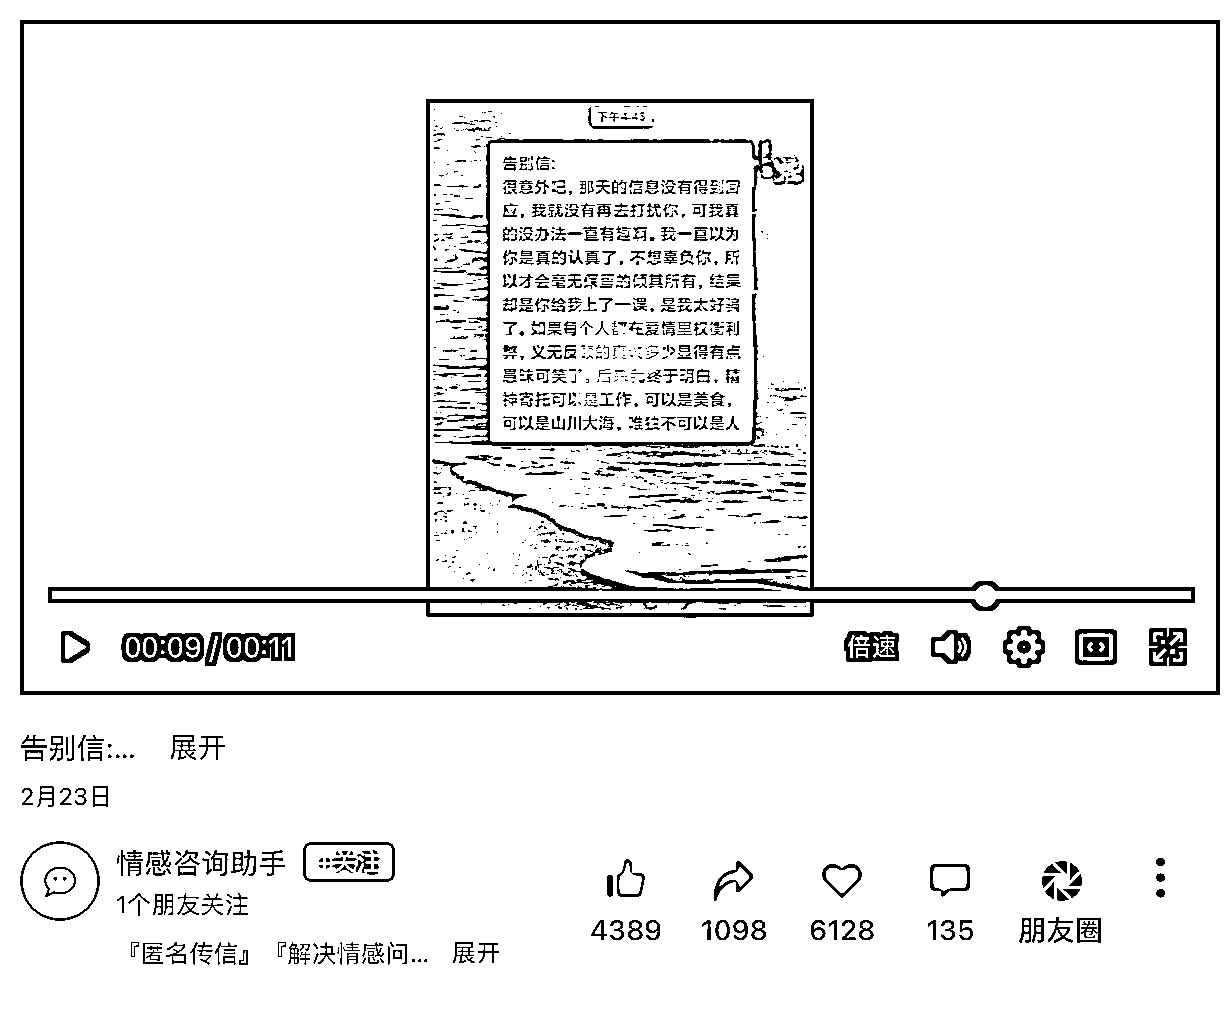 下午4:45
告别信:
很意外吧，那天的信息没有得到回
应，我就没有再去打扰你，可我真
的没办法一直有短耳。我一直以为
你是真的认真了，不想辜负你，所
以才会毫无保留的倾其所有，结果
却是你给我上了一课，是我太好骗
了。如果每个人都在爱情里权衡利
弊，义无反顾的真诚多少显得有点
愚昧可笑了，后来我终于明白，精
神寄托可以是工作，可以是美食，
可以是山川大海，唯独不可以是人
00:09/00:11
倍速
告别信:... 展开
2月23日
情感咨询助手 关注
1个朋友关注
『匿名传信』『解决情感问... 展开
4389 1098 6128 135 朋友圈